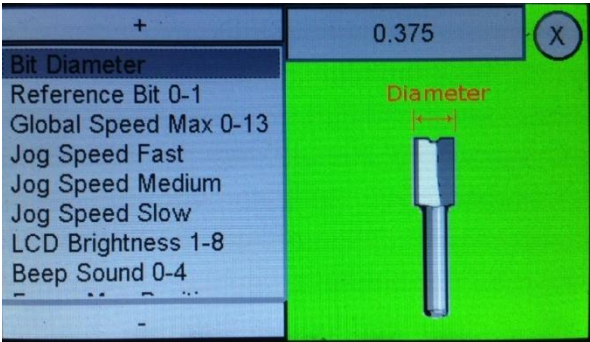 +
0.375
X
Bit Diameter
Reference Bit 0-1
Global Speed Max 0-13
Jog Speed Fast
Jog Speed Medium
Jog Speed Slow
LCD Brightness 1-8
Beep Sound 0-4
-
Diameter